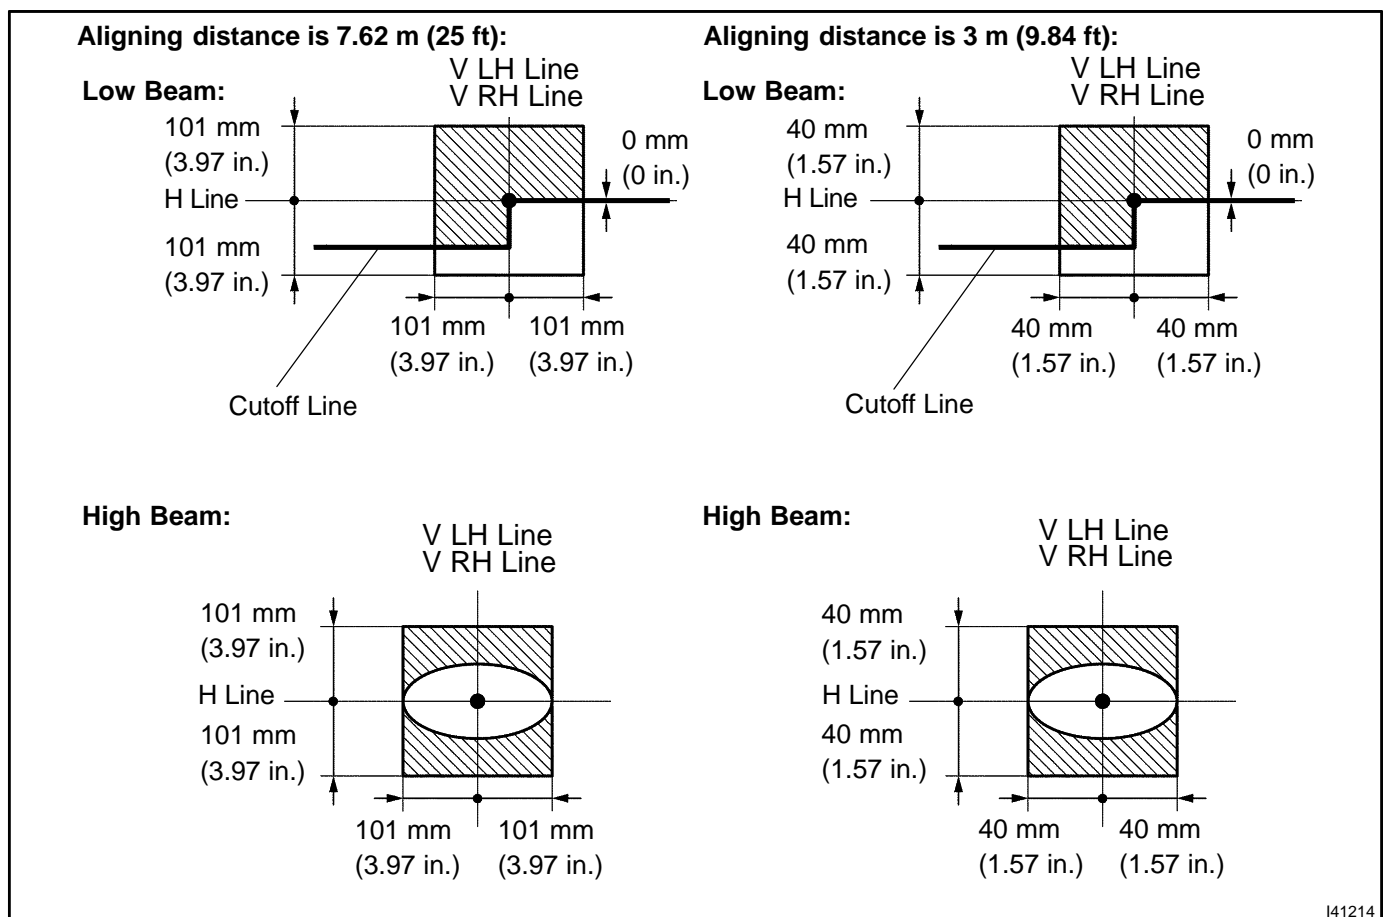 Aligning distance is 7.62 m (25 ft):
Low Beam:
V LH Line
V RH Line
101 mm
(3.97 in.)
0 mm
(0 in.)
H Line
101 mm
(3.97 in.)
101 mm
(3.97 in.)
101 mm
(3.97 in.)
Cutoff Line
Aligning distance is 3 m (9.84 ft):
Low Beam:
V LH Line
V RH Line
40 mm
(1.57 in.)
0 mm
(0 in.)
H Line
40 mm
(1.57 in.)
40 mm
(1.57 in.)
40 mm
(1.57 in.)
Cutoff Line
High Beam:
V LH Line
V RH Line
101 mm
(3.97 in.)
H Line
101 mm
(3.97 in.)
101 mm
(3.97 in.)
101 mm
(3.97 in.)
High Beam:
V LH Line
V RH Line
40 mm
(1.57 in.)
H Line
40 mm
(1.57 in.)
40 mm
(1.57 in.)
40 mm
(1.57 in.)
I41214